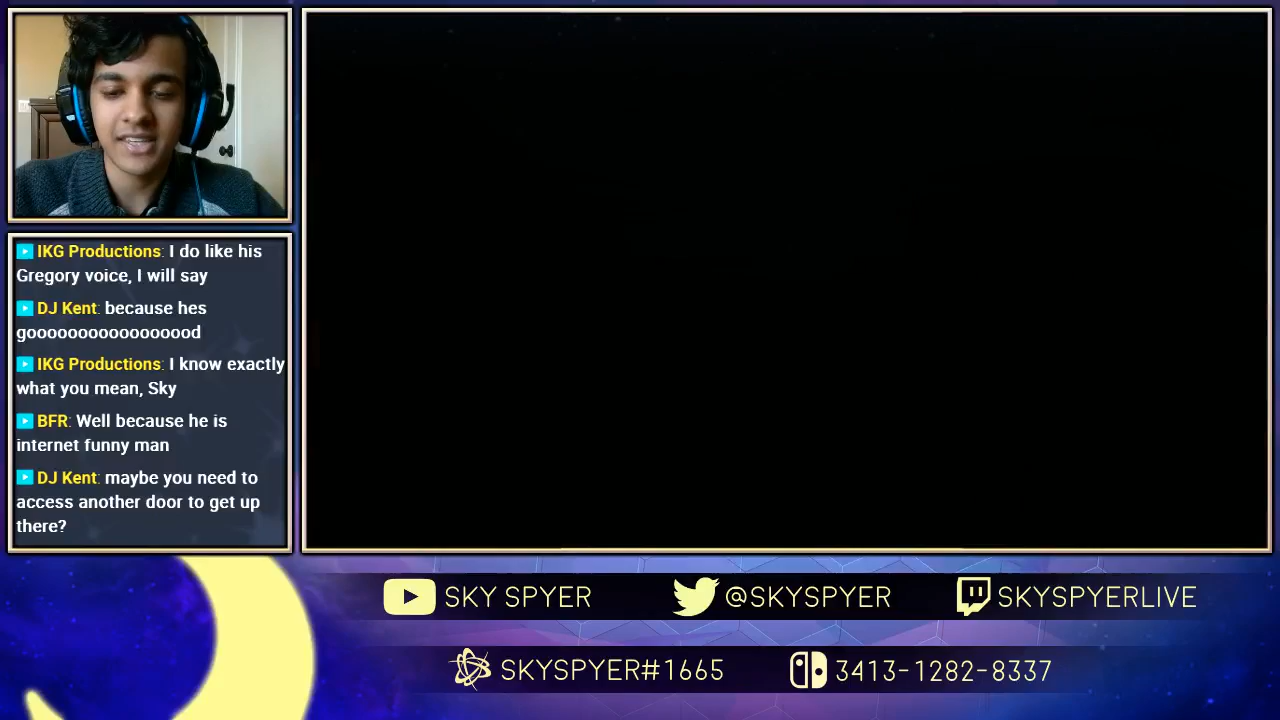 IKG Productions: I do like his
Gregory voice, I will say
DJ Kent: because hes
goooooooooooooooood
IKG Productions: I know exactly
what you mean, Sky
BFR: Well because he is
internet funny man
DJ Kent: maybe you need to
access another door to get up
there?
SKY SPYER
@SKYSPYER
SKYSPYERLIVE
SKYSPYER#1665
3413-1282-8337